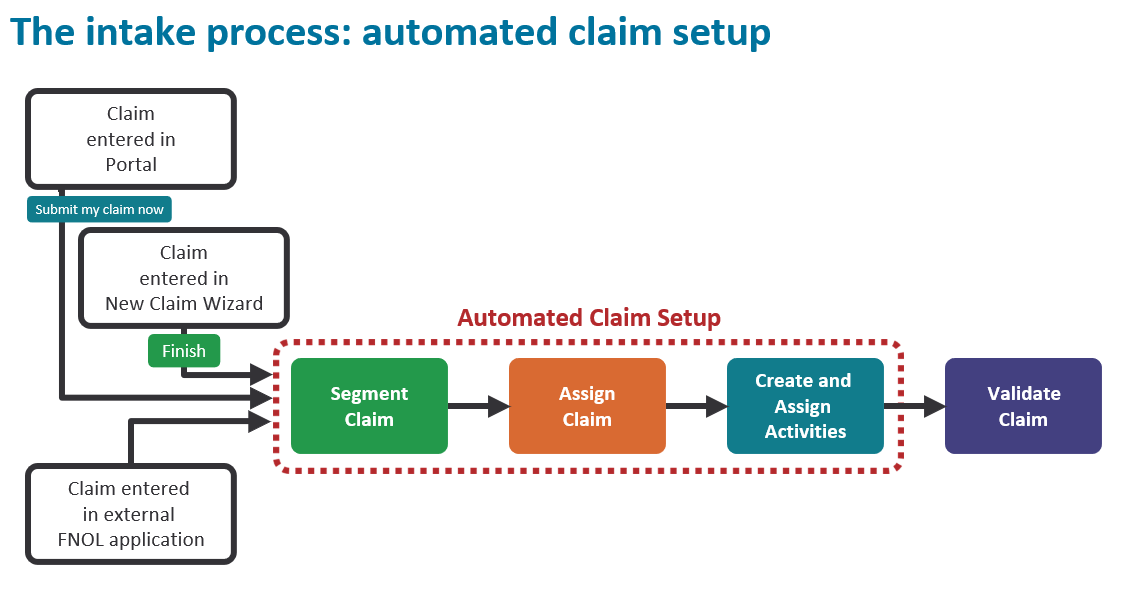 The intake process: automated claim setup
Claim
entered in
Portal
Submit my claim now
Claim
entered in
New Claim Wizard
Finish
Automated Claim Setup
Segment
Claim
Assign
Claim
Create and
Assign
Activities
Validate
Claim
Claim entered
in external
FNOL application